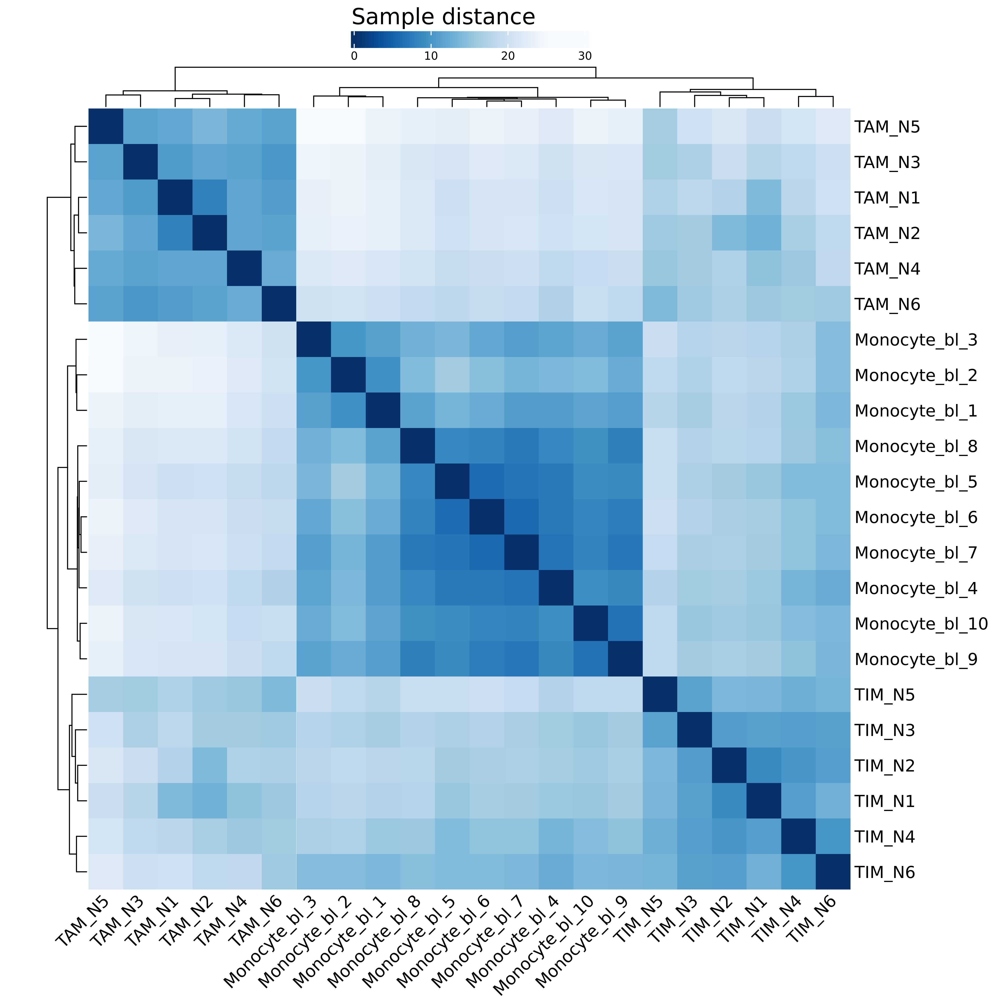 Sample distance
0 10 20 30
TAM_N5
TAM_N3
TAM_N1
TAM_N2
TAM_N4
TAM_N6
Monocyte_bl_3
Monocyte_bl_2
Monocyte_bl_1
Monocyte_bl_8
Monocyte_bl_5
Monocyte_bl_6
Monocyte_bl_7
Monocyte_bl_4
Monocyte_bl_10
Monocyte_bl_9
TIM_N5
TIM_N3
TIM_N2
TIM_N1
TIM_N4
TIM_N6
TAM_N5
TAM_N3
TAM_N1
TAM_N2
TAM_N4
TAM_N6
Monocyte_bl_3
Monocyte_bl_2
Monocyte_bl_1
Monocyte_bl_8
Monocyte_bl_5
Monocyte_bl_6
Monocyte_bl_7
Monocyte_bl_4
Monocyte_bl_10
Monocyte_bl_9
TIM_N5
TIM_N3
TIM_N2
TIM_N1
TIM_N4
TIM_N6